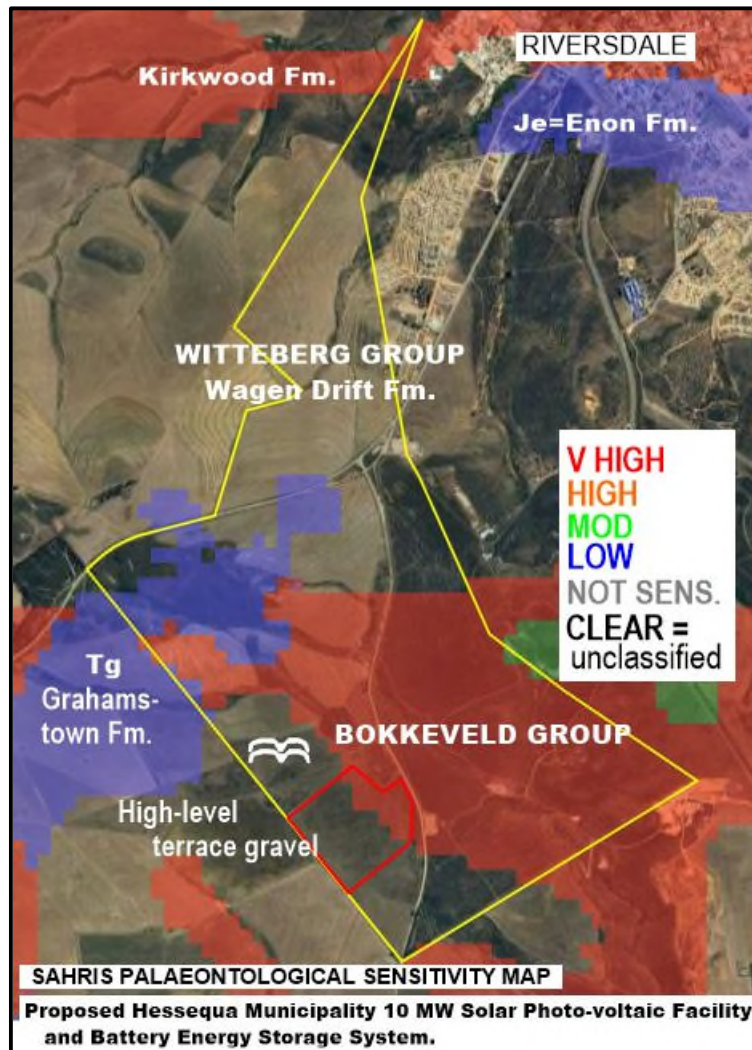 RIVERSDALE
Kirkwood Fm.
Je=Enon Fm.
WITTEBERG GROUP
Wagen Drift Fm.
V HIGH
HIGH
MOD
LOW
NOT SENS.
CLEAR =
unclassified
Tg
Grahams-
town Fm.
BOKKEVELD GROUP
High-level
terrace gravel
SAHRIS PALAEONTOLOGICAL SENSITIVITY MAP
Proposed Hessequa Municipality 10 MW Solar Photo-voltaic Facility
and Battery Energy Storage System.